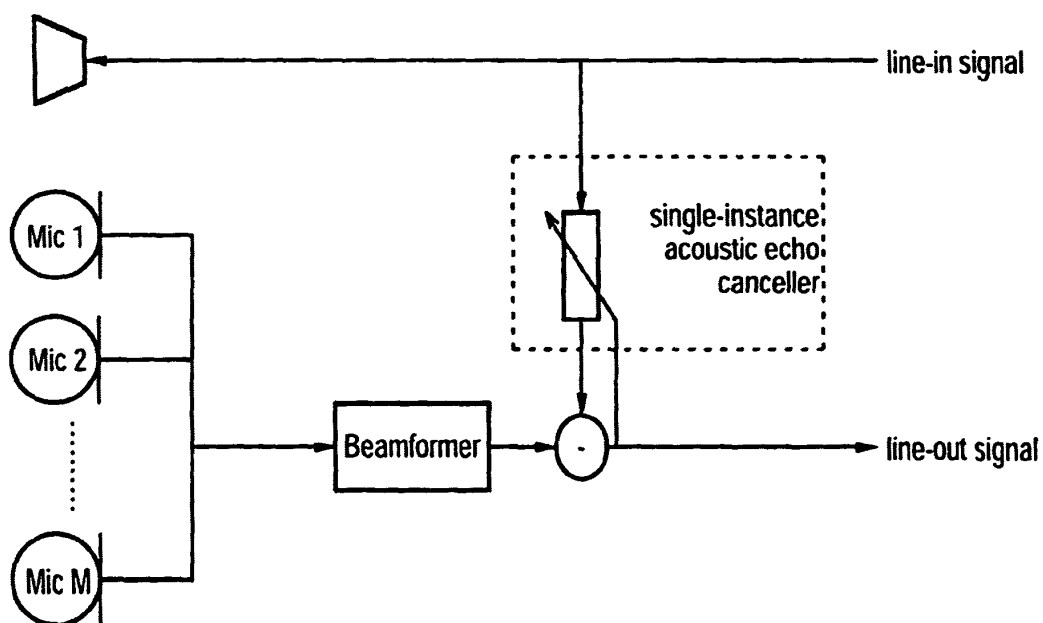 line-in signal
single-instance
acoustic echo
canceller
Mic 1
Mic 2
Beamformer
-
line-out signal
Mic M